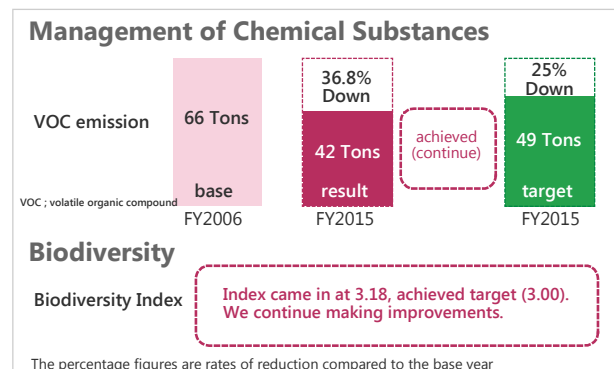 Management of Chemical Substances
VOC emission
66 Tons
base
FY2006
36.8%
Down
42 Tons
result
FY2015
achieved
(continue)
25%
Down
49 Tons
target
FY2015
VOC ; volatile organic compound
Biodiversity
Biodiversity Index
Index came in at 3.18, achieved target (3.00).
We continue making improvements.
The percentage figures are rates of reduction compared to the base year